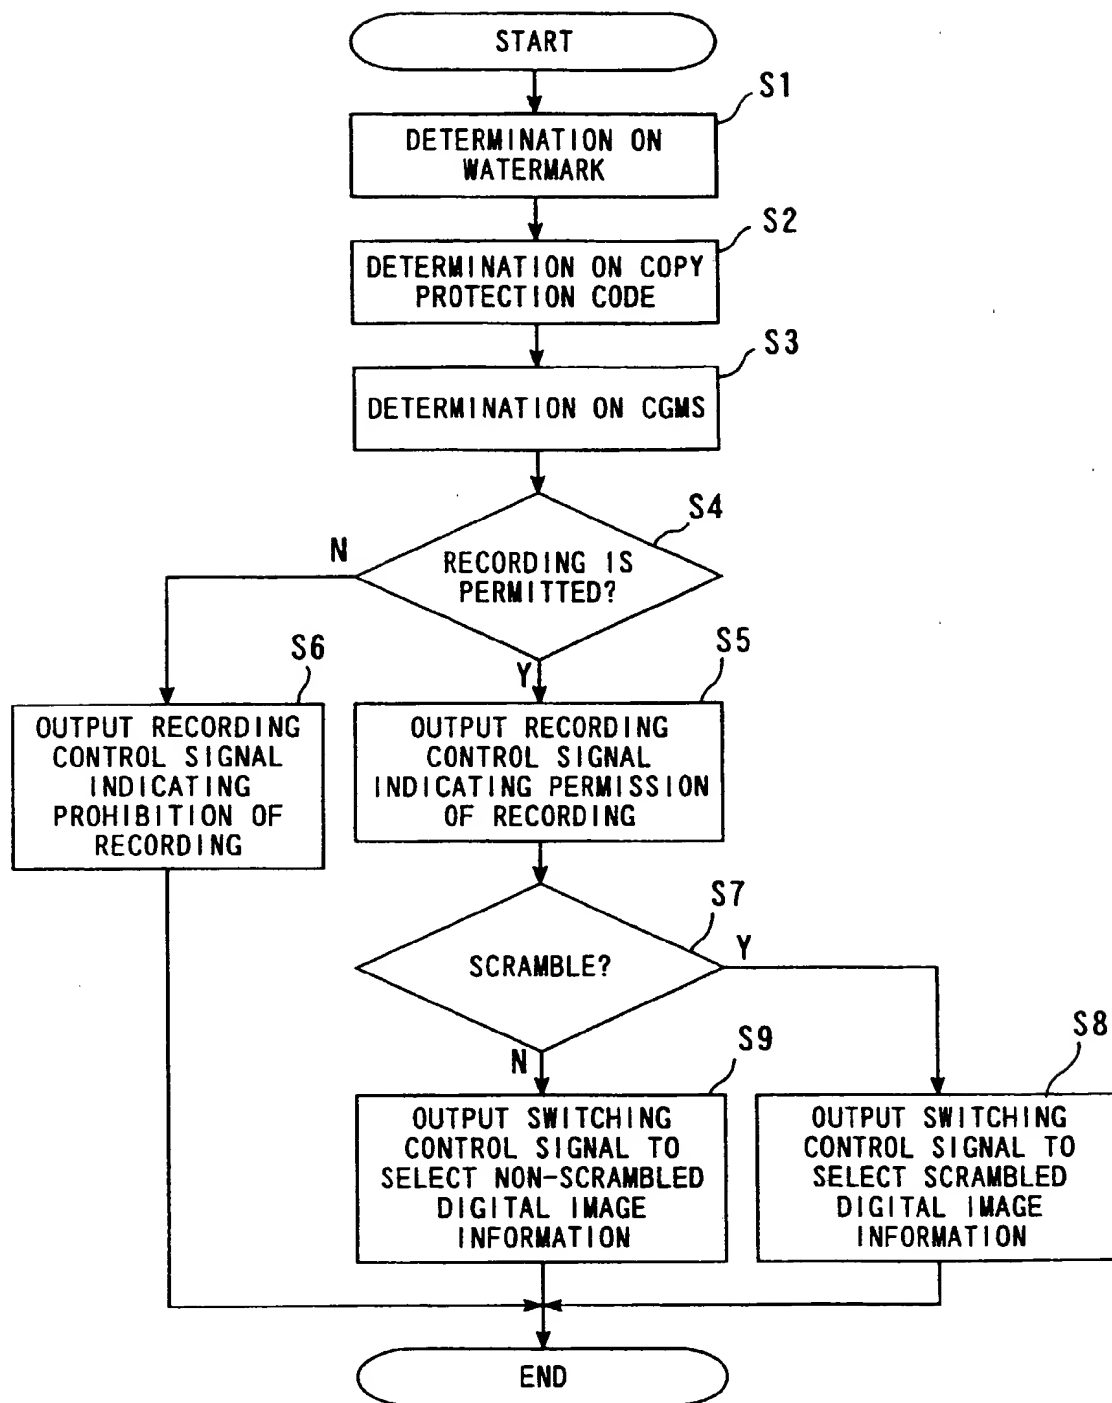 START
S1
DETERMINATION ON
WATERMARK
S2
DETERMINATION ON COPY
PROTECTION CODE
S3
DETERMINATION ON CGMS
S4
N
RECORDING IS
PERMITTED?
Y
S6
OUTPUT RECORDING
CONTROL SIGNAL
INDICATING
PROHIBITION OF
RECORDING
S5
OUTPUT RECORDING
CONTROL SIGNAL
INDICATING PERMISSION
OF RECORDING
S7
SCRAMBLE?
Y
N
S9
OUTPUT SWITCHING
CONTROL SIGNAL TO
SELECT NON-SCRAMBLED
DIGITAL IMAGE
INFORMATION
S8
OUTPUT SWITCHING
CONTROL SIGNAL TO
SELECT SCRAMBLED
DIGITAL IMAGE
INFORMATION
END